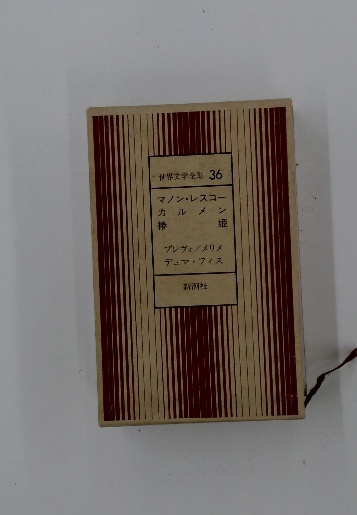 世界文学全集 36
マノン・レスコー
カルメン
椿姫
プレヴォ/メリメ
デュマ・フィス
新潮社